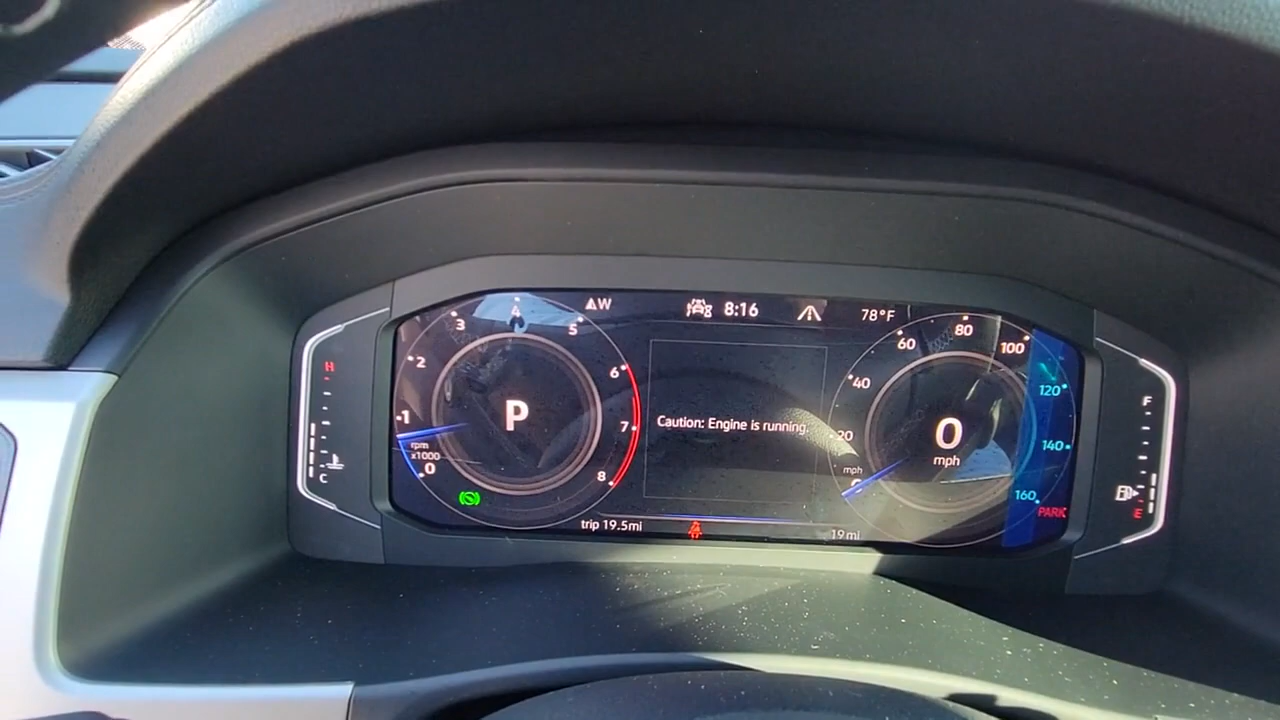 W
8:16
78°F
H
C
0
1
2
3
4
5
6
7
8
rpm
x1000
P
Caution: Engine is running.
20
40
60
80
100
120
140
160
mph
0
mph
PARK
F
E
trip 19.5mi
19 mi